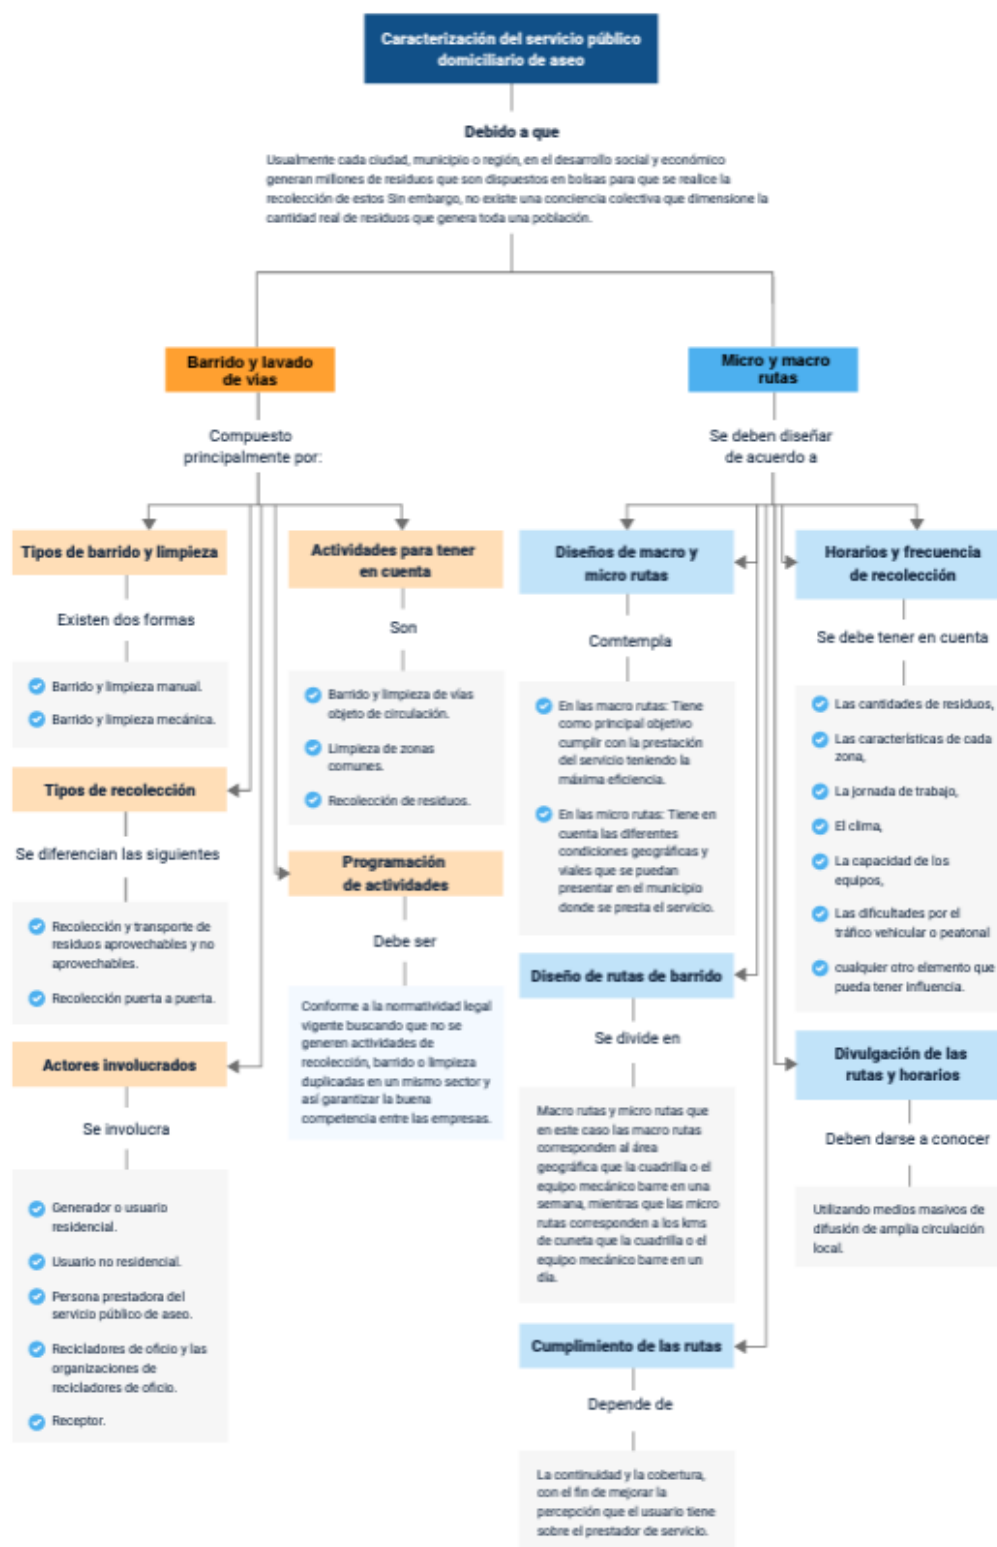 Caracterización del servicio público
domiciliario de aseo
Debido a que
Usualmente cada ciudad, municipio o región, en el desarrollo social y económico
generan millones de residuos que son dispuestos en bolsas para que se realice la
recolección de estos Sin embargo, no existe una conciencia colectiva que dimensione la
cantidad real de residuos que genera toda una población.
Barrido y lavado
de vías
Compuesto
principalmente por:
Tipos de barrido y limpieza
Existen dos formas
Barrido y limpieza manual.
Barrido y limpieza mecánica.
Tipos de recolección
Se diferencian las siguientes
Recolección y transporte de
residuos aprovechables y no
aprovechables.
Recolección puerta a puerta.
Actores involucrados
Se involucra
Generador o usuario
residencial.
Usuario no residencial.
Persona prestadora del
servicio público de aseo.
Recicladores de oficio y las
organizaciones de
recicladores de oficio.
Receptor.
Actividades para tener
en cuenta
Son
Barrido y limpieza de vías
objeto de circulación.
Limpieza de zonas
comunes.
Recolección de residuos.
Programación
de actividades
Debe ser
Conforme a la normatividad legal
vigente buscando que no se
generen actividades de
recolección, barrido o limpieza
duplicadas en un mismo sector y
así garantizar la buena
competencia entre las empresas.
Micro y macro
rutas
Se deben diseñar
de acuerdo a
Diseños de macro y
micro rutas
Comtempla
En las macro rutas: Tiene
como principal objetivo
cumplir con la prestación
del servicio teniendo la
máxima eficiencia.
En las micro rutas: Tiene en
cuenta las diferentes
condiciones geográficas y
viales que se puedan
presentar en el municipio
donde se presta el servicio.
Diseño de rutas de barrido
Se divide en
Macro rutas y micro rutas que
en este caso las macro rutas
corresponden al área
geográfica que la cuadrilla o el
equipo mecánico barre en una
semana, mientras que las micro
rutas corresponden a los kms
de cuneta que la cuadrilla o el
equipo mecánico barre en un
día.
Cumplimiento de las rutas
Depende de
La continuidad y la cobertura,
con el fin de mejorar la
percepción que el usuario tiene
sobre el prestador de servicio.
Horarios y frecuencia
de recolección
Se debe tener en cuenta
Las cantidades de residuos,
Las características de cada
zona,
La jornada de trabajo,
El clima,
La capacidad de los
equipos,
Las dificultades por el
tráfico vehicular o peatonal
cualquier otro elemento que
pueda tener influencia.
Divulgación de las
rutas y horarios
Deben darse a conocer
Utilizando medios masivos de
difusión de amplia circulación
local.